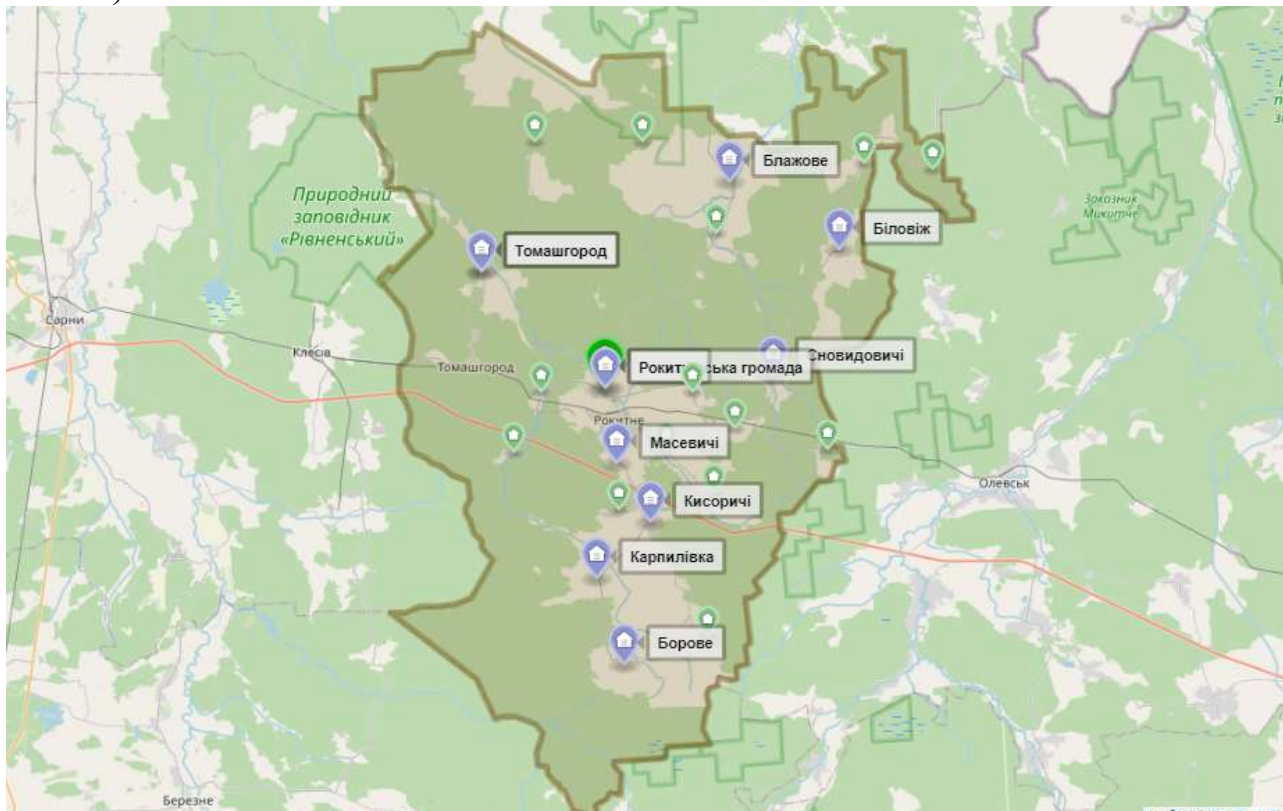 Блажове
Природний
заповідник
«Рівненський»
Заказник
Микитче
Біловіж
Томашгород
Сарни
Клесів
Томашгород
Сновидовичі
Рокитнівська громада
Рокитне
Масевичі
Олевськ
Кисоричі
Карпилівка
Борове
Березне